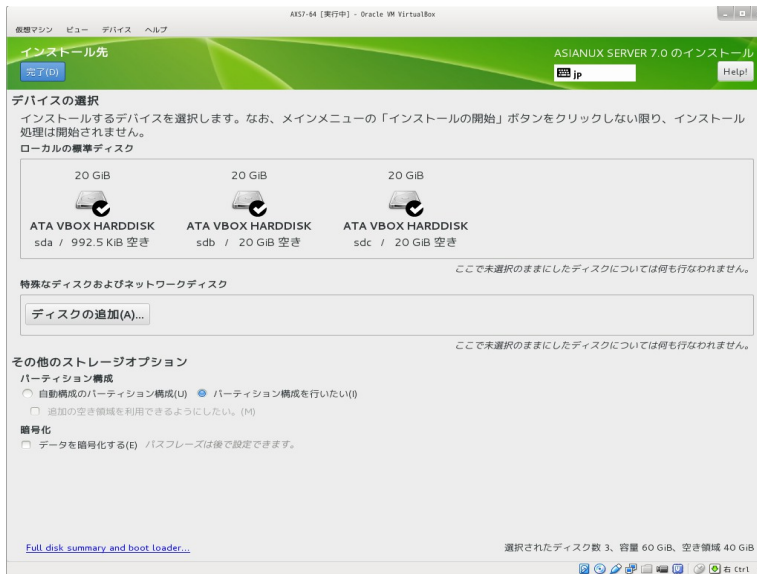 AXS7-64 [実行中] - Oracle VM VirtualBox
仮想マシン ビュー デバイス ヘルプ
インストール先
ASIANUX SERVER 7.0 のインストール
完了(D)
jp
Help!
デバイスの選択
インストールするデバイスを選択します。なお、メインメニューの「インストールの開始」ボタンをクリックしない限り、インストール
処理は開始されません。
ローカルの標準ディスク
20 GiB 20 GiB 20 GiB
ATA VBOX HARDDISK ATA VBOX HARDDISK ATA VBOX HARDDISK
sda / 992.5 KiB 空き sdb / 20 GiB 空き sdc / 20 GiB 空き
ここで未選択のままにしたディスクについては何も行なわれません。
特殊なディスクおよびネットワークディスク
ディスクの追加(A)...
ここで未選択のままにしたディスクについては何も行なわれません。
その他のストレージオプション
パーティション構成
自動構成のパーティション構成(U) パーティション構成を行いたい(I)
追加の空き領域を利用できるようにしたい。(M)
暗号化
データを暗号化する(E) パスフレーズは後で設定できます。
Full disk summary and boot loader...
選択されたディスク数 3、容量 60 GiB、空き領域 40 GiB
右 Ctrl